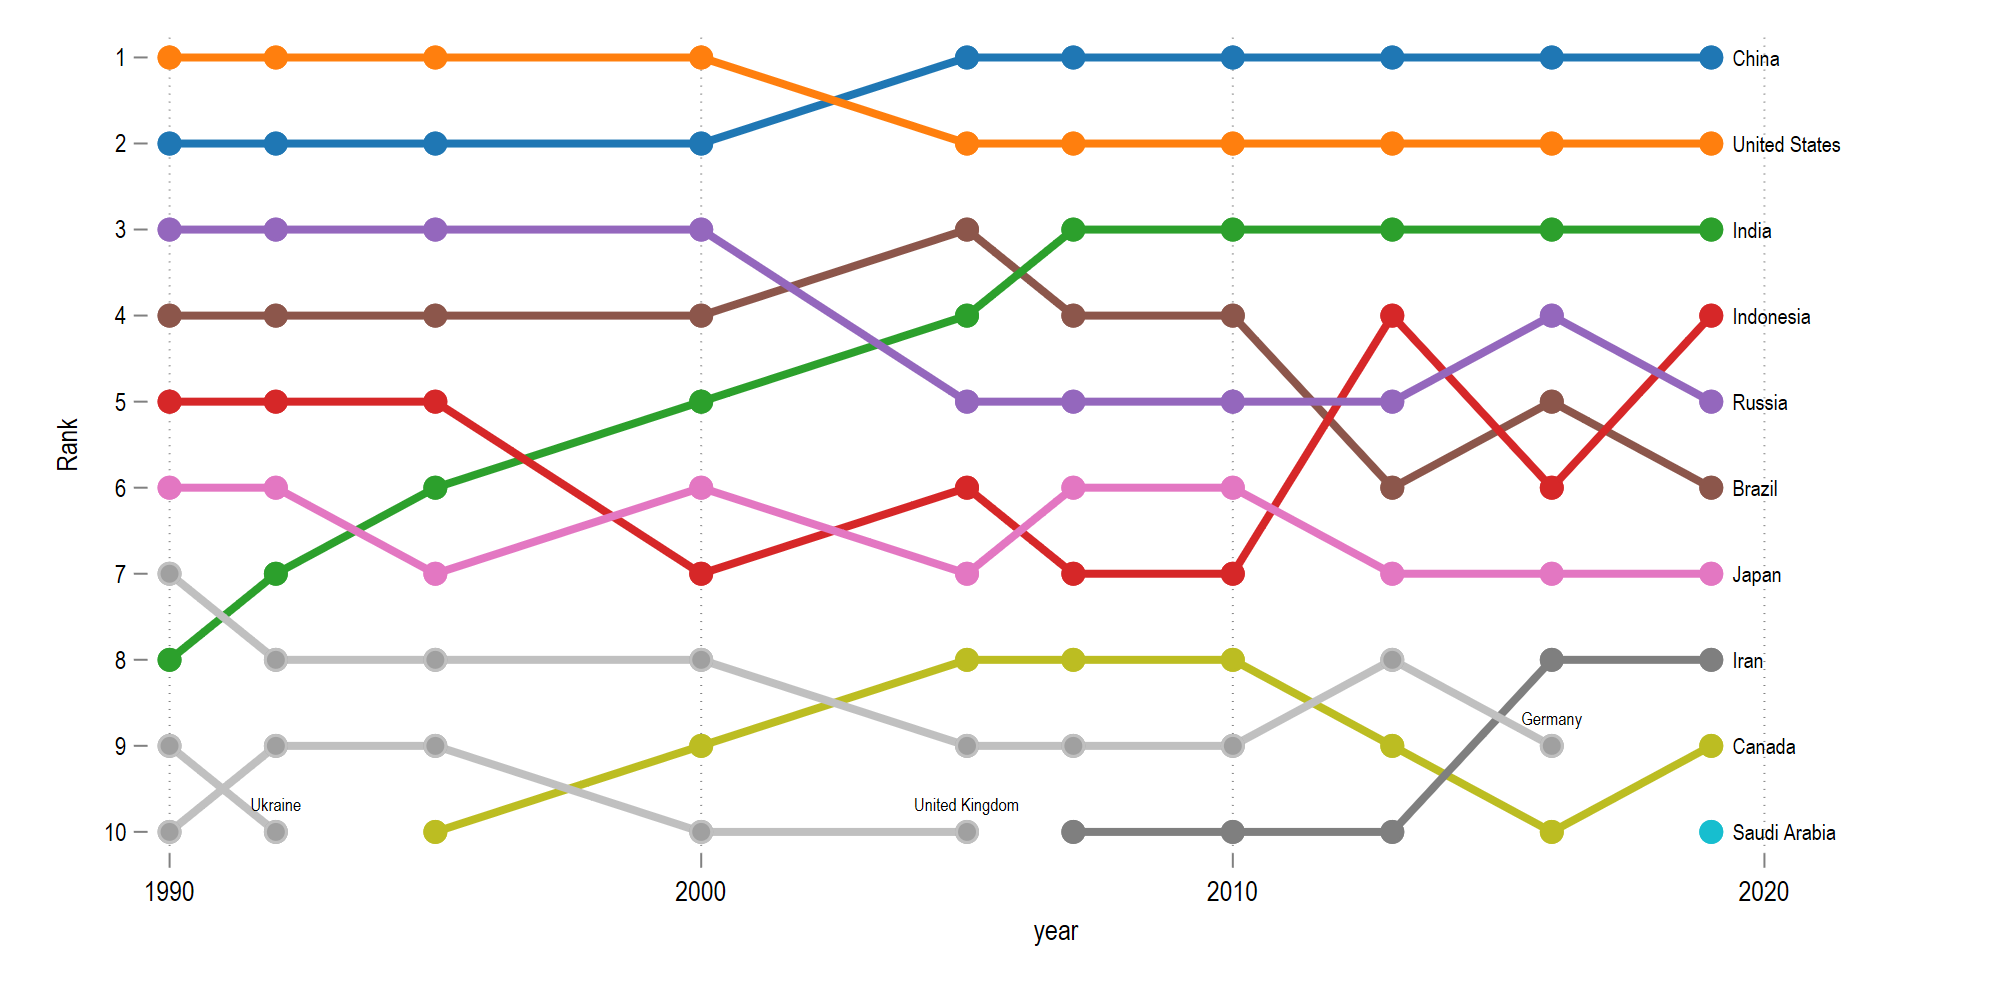 1
China
2
United States
3
India
4
Indonesia
5
Russia
Rank
6
Brazil
7
Japan
8
Iran
Germany
9
Canada
Ukraine
United Kingdom
10
Saudi Arabia
1990
2000
2010
2020
year